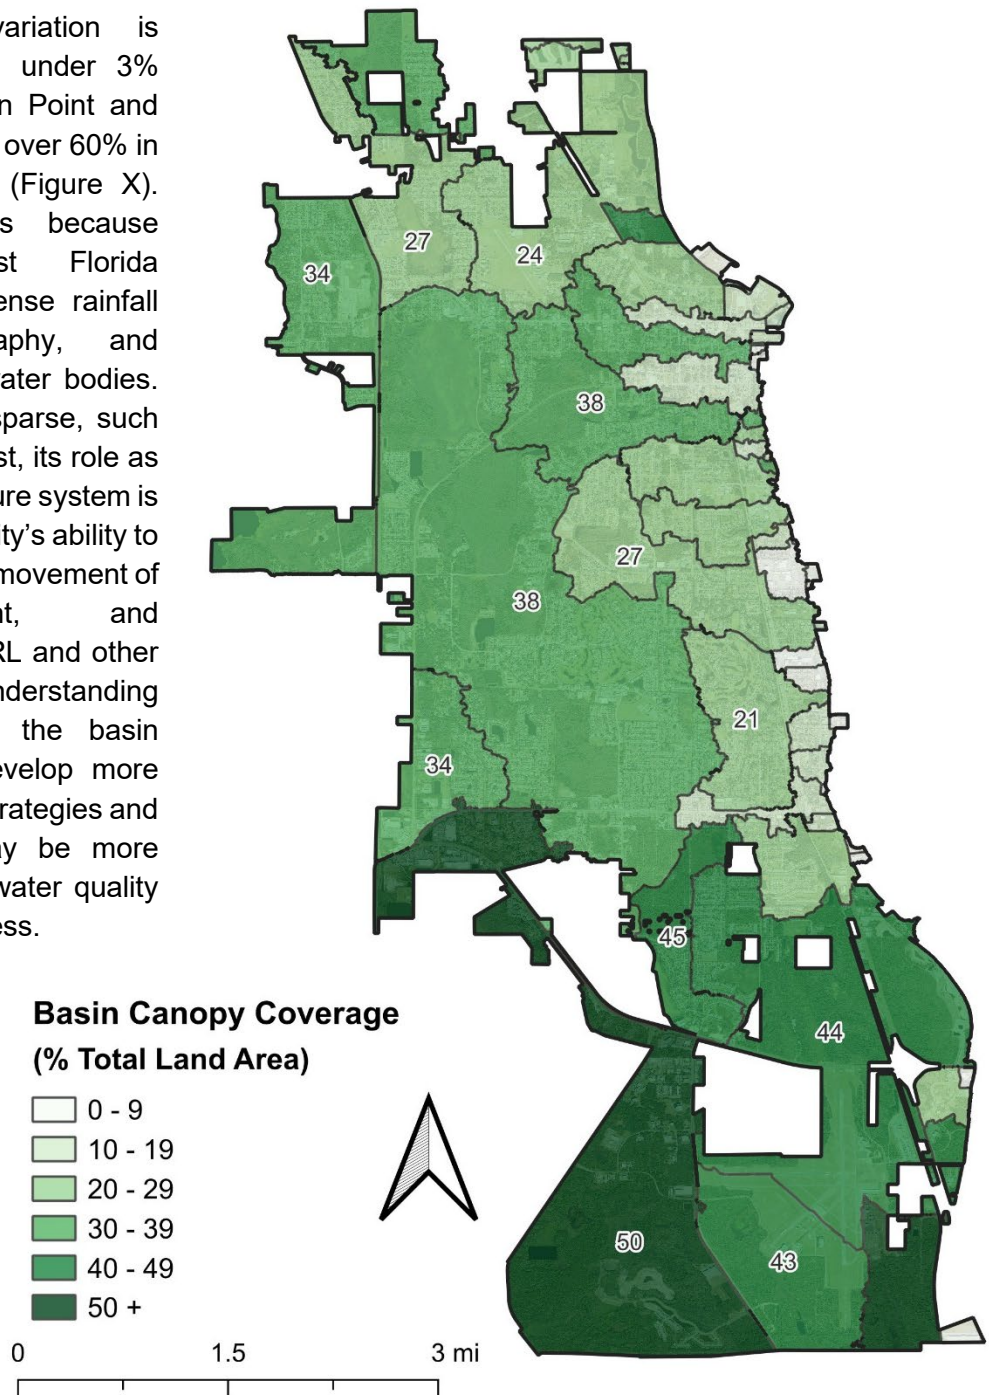 variation is
under 3%
n Point and
over 60% in
(Figure X).
s because
st Florida
ense rainfall
aphy, and
vater bodies.
sparse, such
st, its role as
ure system is
ity's ability to
movement of
nt, and
RL and other
nderstanding
the basin
evelop more
rategies and
ay be more
water quality
ess.
34
27
24
38
27
38
21
34
45
44
50
43
Basin Canopy Coverage
(% Total Land Area)
0 - 9
10 - 19
20 - 29
30 - 39
40 - 49
50 +
0 1.5 3 mi